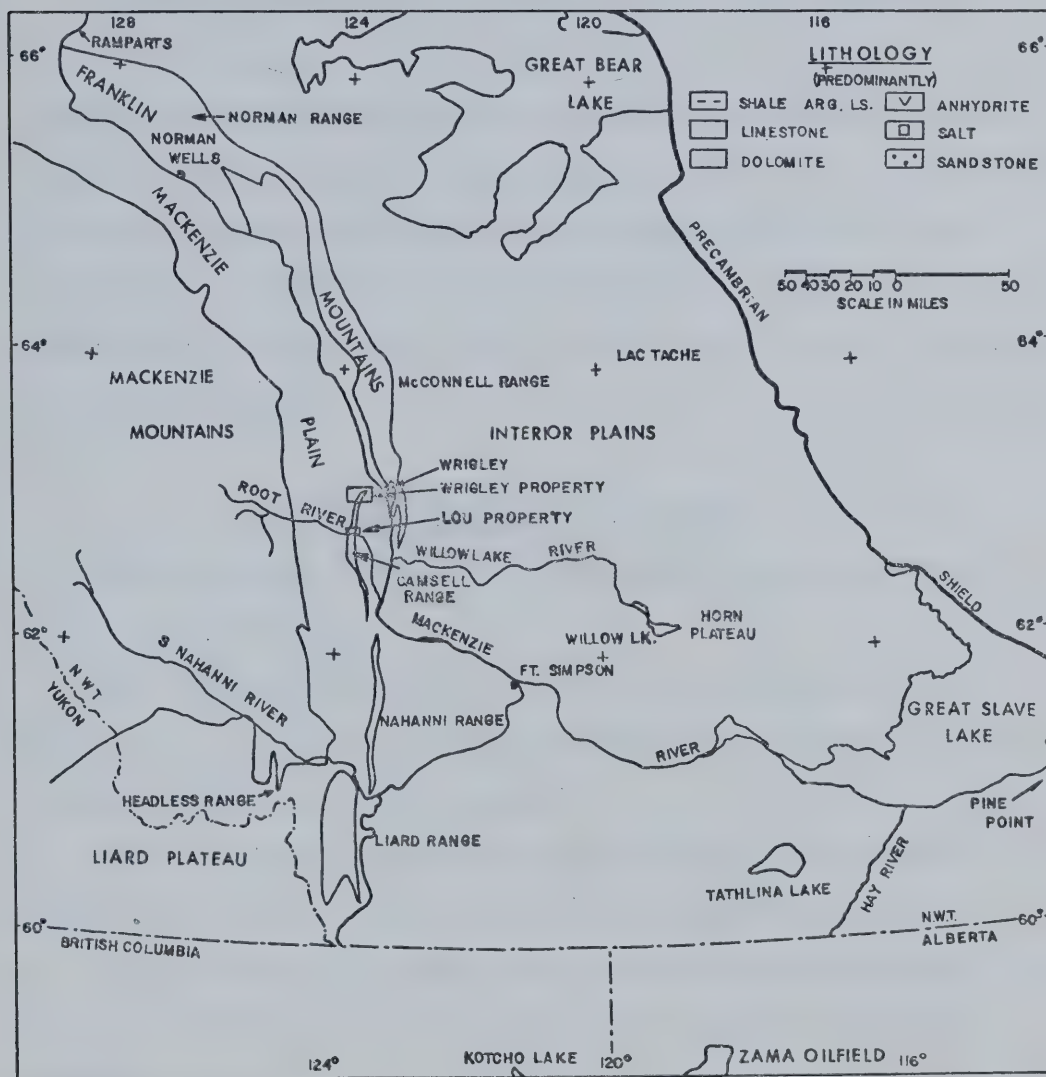 128
124
120
116
RAMPARTS
66°
66°
FRANKLIN
NORMAN RANGE
GREAT BEAR
LAKE
LITHOLOGY
(PREDOMINANTLY)
SHALE ARG. LS.
ANHYDRITE
LIMESTONE
SALT
DOLOMITE
SANDSTONE
NORMAN
WELLS
MACKENZIE
PRECAMBRIAN
50 40 30 20 10 0 50
SCALE IN MILES
MOUNTAINS
64°
64°
LAC TACHE
MACKENZIE
MCCONNELL RANGE
MOUNTAINS
PLAIN
INTERIOR PLAINS
WRIGLEY
WRIGLEY PROPERTY
ROOT
RIVER
LOU PROPERTY
WILLOWLAKE RIVER
CAMSELL
RANGE
SHIELD
HORN
PLATEAU
62°
62°
MACKENZIE
WILLOW LK.
S NAHANNI RIVER
N.W.T
YUKON
FT. SIMPSON
NAHANNI RANGE
GREAT SLAVE
LAKE
RIVER
HEADLESS RANGE
PINE
POINT
LIARD RANGE
LIARD PLATEAU
TATHLINA LAKE
HAY RIVER
60°
60°
N.W.T.
ALBERTA
BRITISH COLUMBIA
124°
KOTCHO LAKE
120°
ZAMA OILFIELD
116°